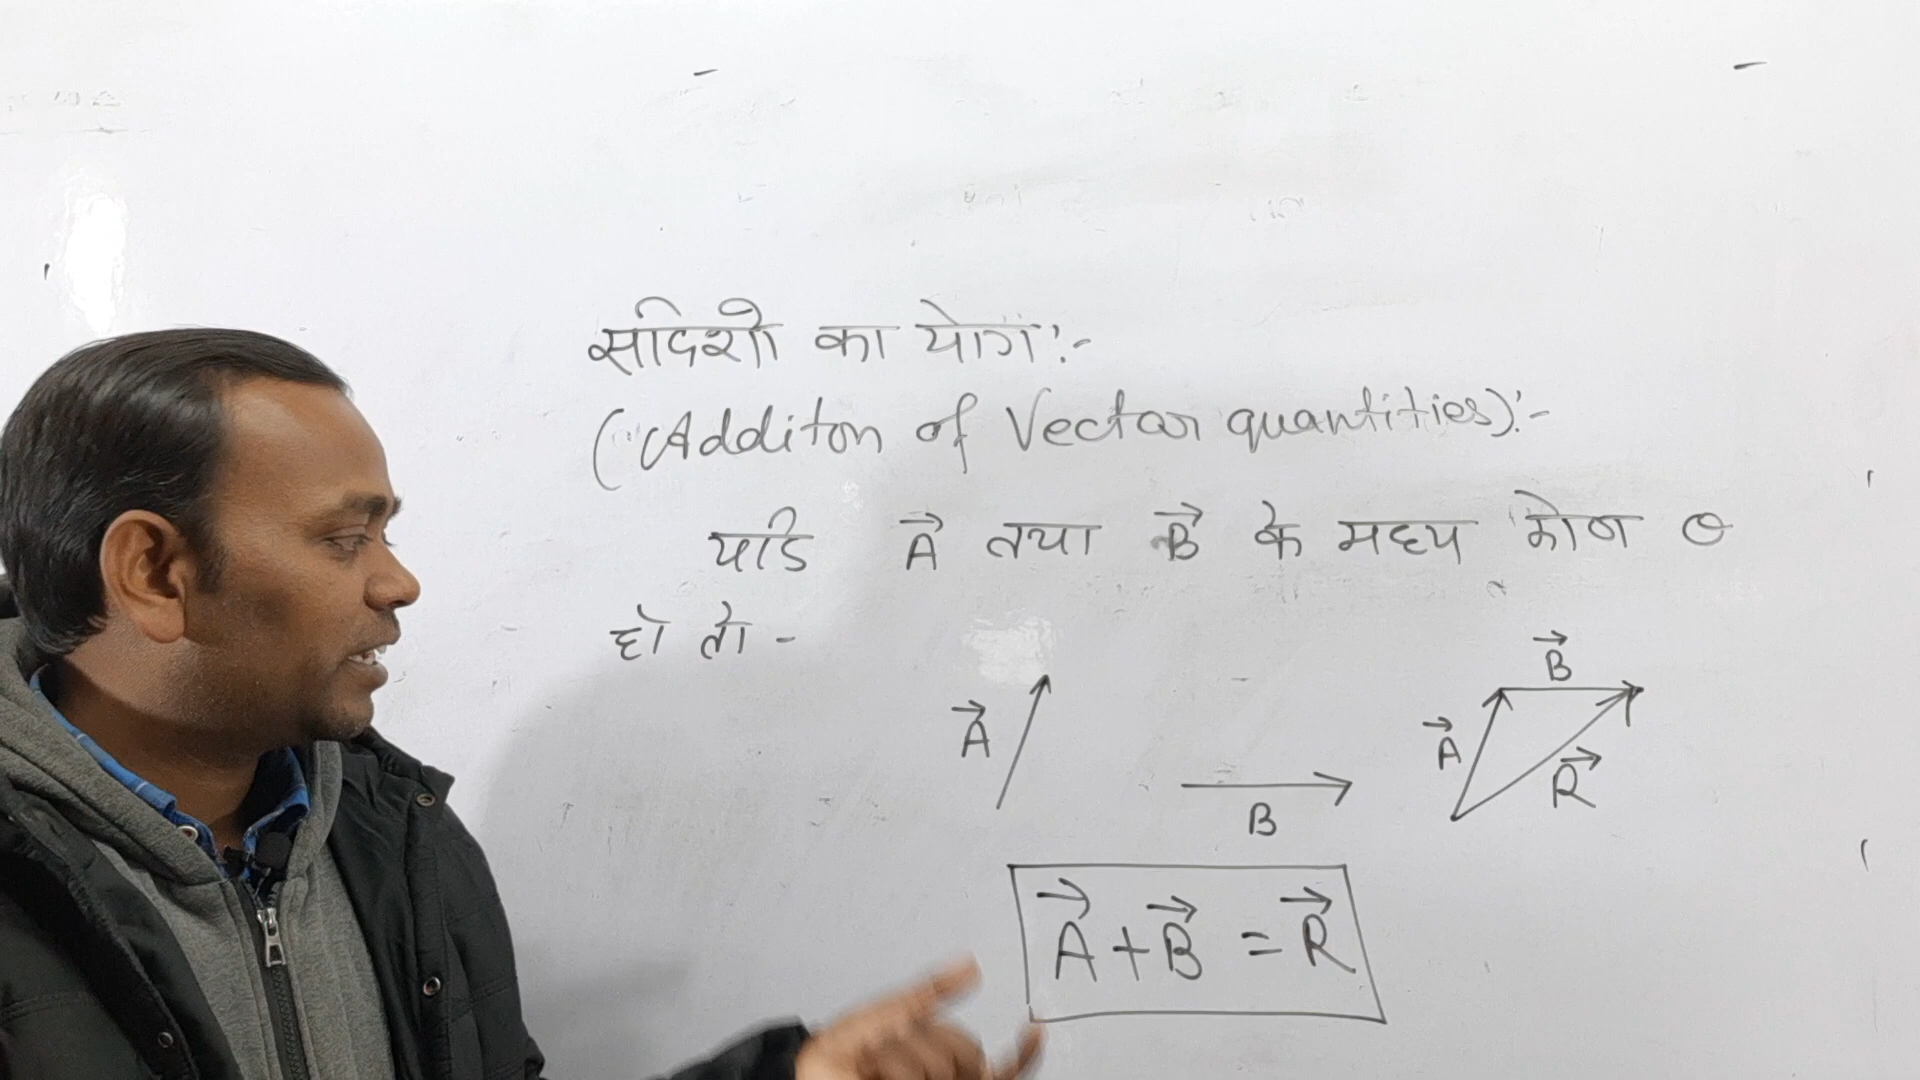 सदिशो का योग:-
(Additon of Vector quantities):-
यदि A⃗ तथा B⃗ के मध्य कोण θ
हो तो -
B⃗
A⃗
A⃗
R⃗
B
A⃗ + B⃗ = R⃗